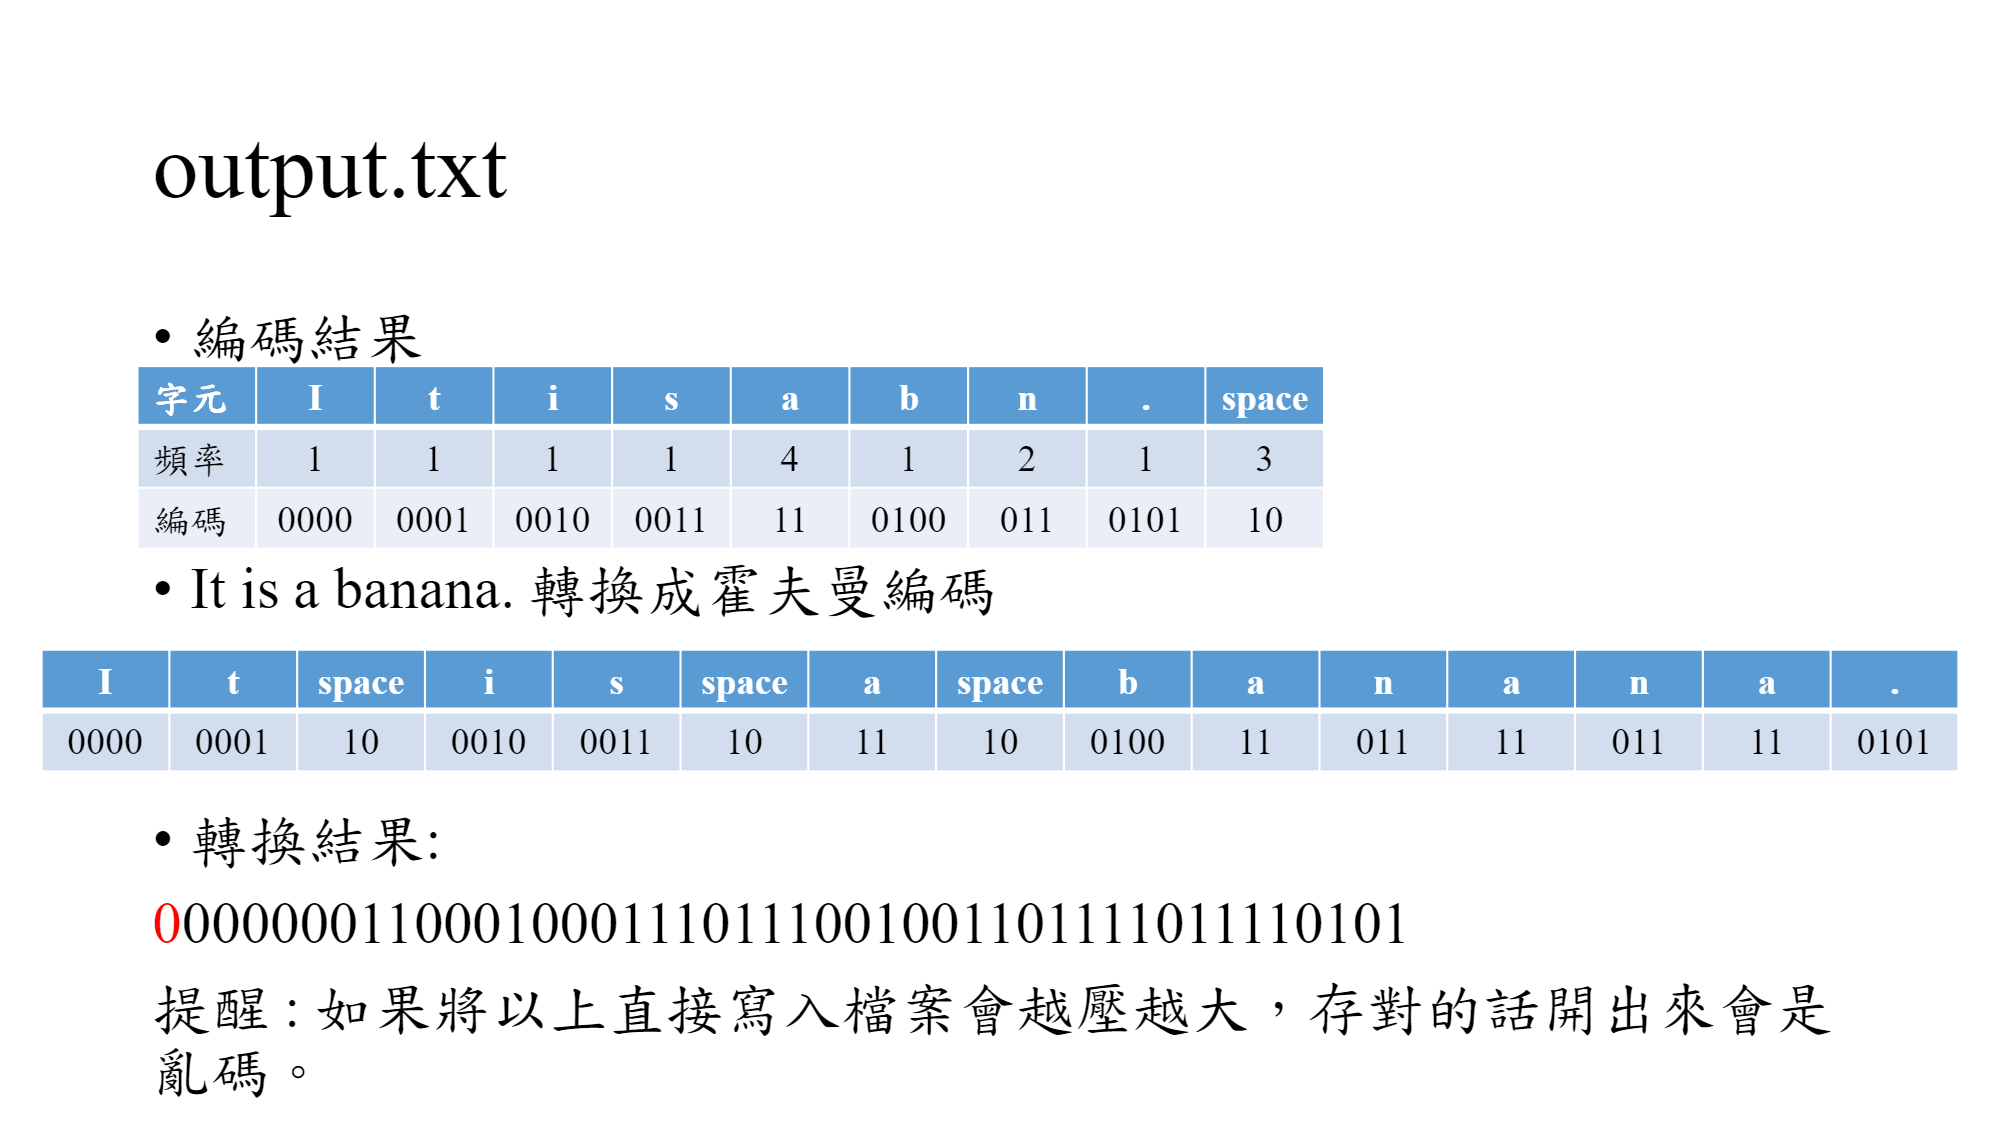 output.txt
• 編碼結果
字元 I t i s a b n . space
頻率 1 1 1 1 4 1 2 1 3
編碼 0000 0001 0010 0011 11 0100 011 0101 10
• It is a banana. 轉換成霍夫曼編碼
I t space i s space a space b a n a n a .
0000 0001 10 0010 0011 10 11 10 0100 11 011 11 011 11 0101
• 轉換結果:
00000001100010001110111001001101111011110101
提醒：如果將以上直接寫入檔案會越壓越大，存對的話開出來會是
亂碼。